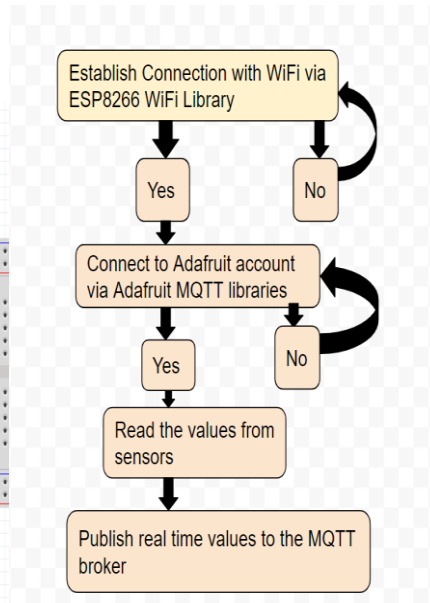 Establish Connection with WiFi via
ESP8266 WiFi Library
Yes
No
Connect to Adafruit account
via Adafruit MQTT libraries
Yes
No
Read the values from
sensors
Publish real time values to the MQTT
broker